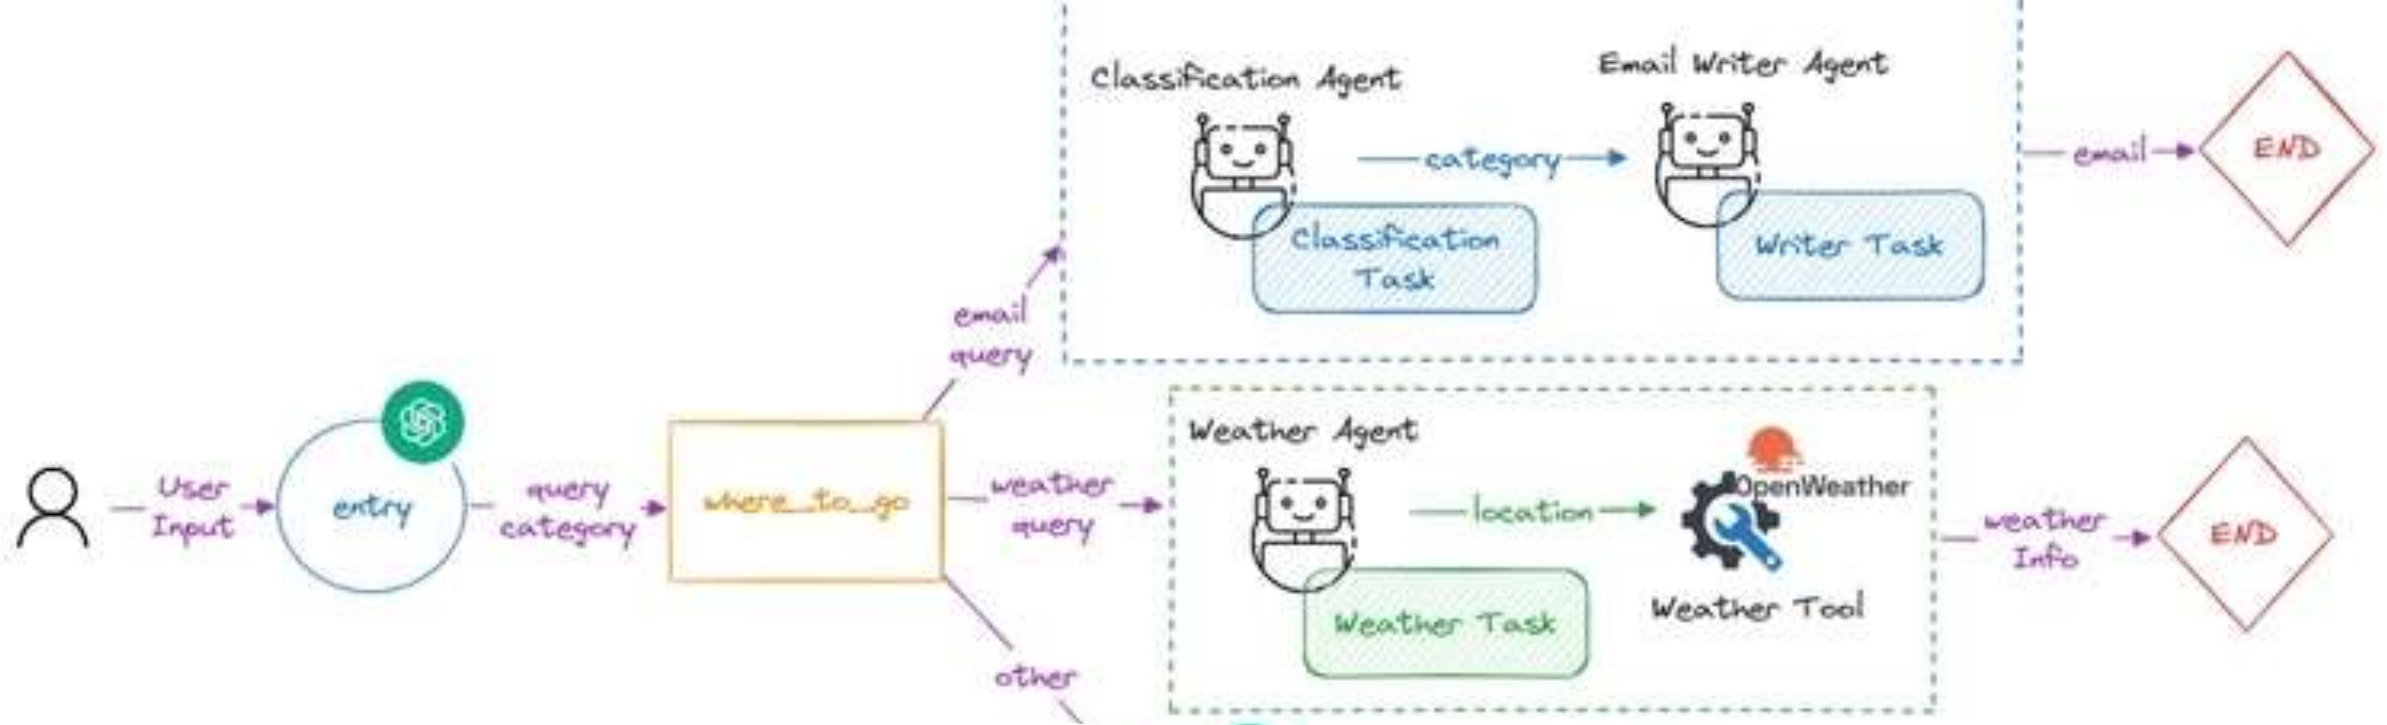 Classification Agent
Email Writer Agent
category
email
END
Classification
Task
Writer Task
email
query
Weather Agent
OpenWeather
User
Input
entry
query
category
where_to_go
weather
query
location
weather
Info
END
Weather Tool
Weather Task
other